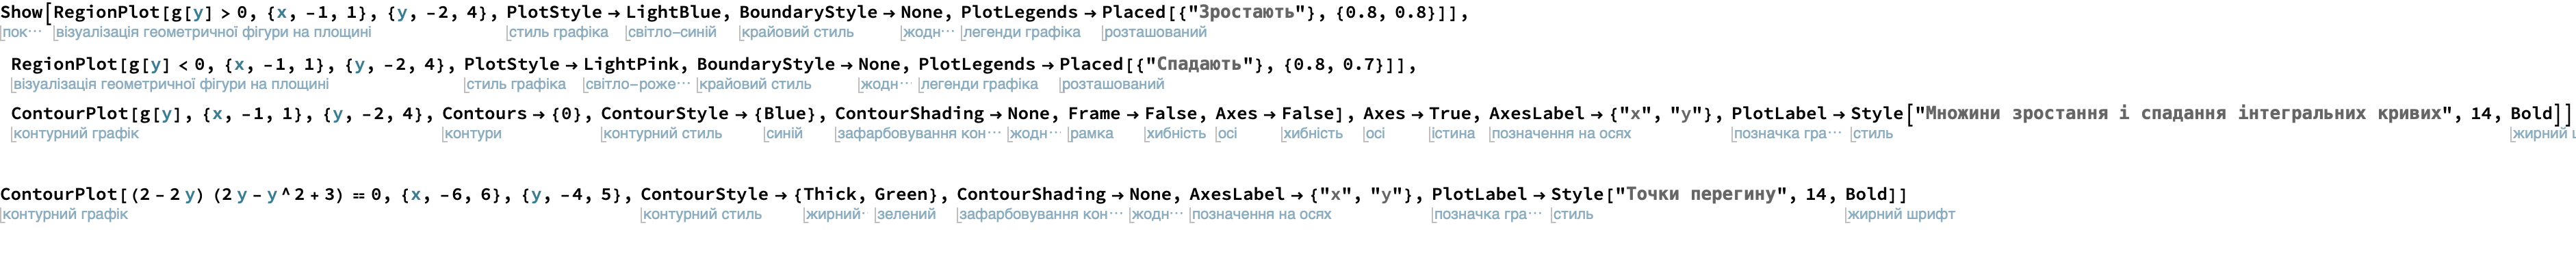 Show[RegionPlot[g[y] > 0, {x, -1, 1}, {y, -2, 4}, PlotStyle → LightBlue, BoundaryStyle → None, PlotLegends → Placed[{"Зростають"}, {0.8, 0.8}]],
пок… візуалізація геометричної фігури на площині стиль графіка світло-синій крайовий стиль жодн… легенди графіка розташований
RegionPlot[g[y] < 0, {x, -1, 1}, {y, -2, 4}, PlotStyle → LightPink, BoundaryStyle → None, PlotLegends → Placed[{"Спадають"}, {0.8, 0.7}]],
візуалізація геометричної фігури на площині стиль графіка світло-роже… крайовий стиль жодн… легенди графіка розташований
ContourPlot[g[y], {x, -1, 1}, {y, -2, 4}, Contours → {0}, ContourStyle → {Blue}, ContourShading → None, Frame → False, Axes → False], Axes → True, AxesLabel → {"x", "y"}, PlotLabel → Style["Множини зростання і спадання інтегральних кривих", 14, Bold]]
контурний графік контури контурний стиль синій зафарбовування кон… жодн… рамка хибність осі хибність осі істина позначення на осях позначка гра… стиль жирний
ContourPlot[(2 - 2 y) (2 y - y ^ 2 + 3) == 0, {x, -6, 6}, {y, -4, 5}, ContourStyle → {Thick, Green}, ContourShading → None, AxesLabel → {"x", "y"}, PlotLabel → Style["Точки перегину", 14, Bold]]
контурний графік контурний стиль жирний· зелений зафарбовування кон… жодн… позначення на осях позначка гра… стиль жирний шрифт